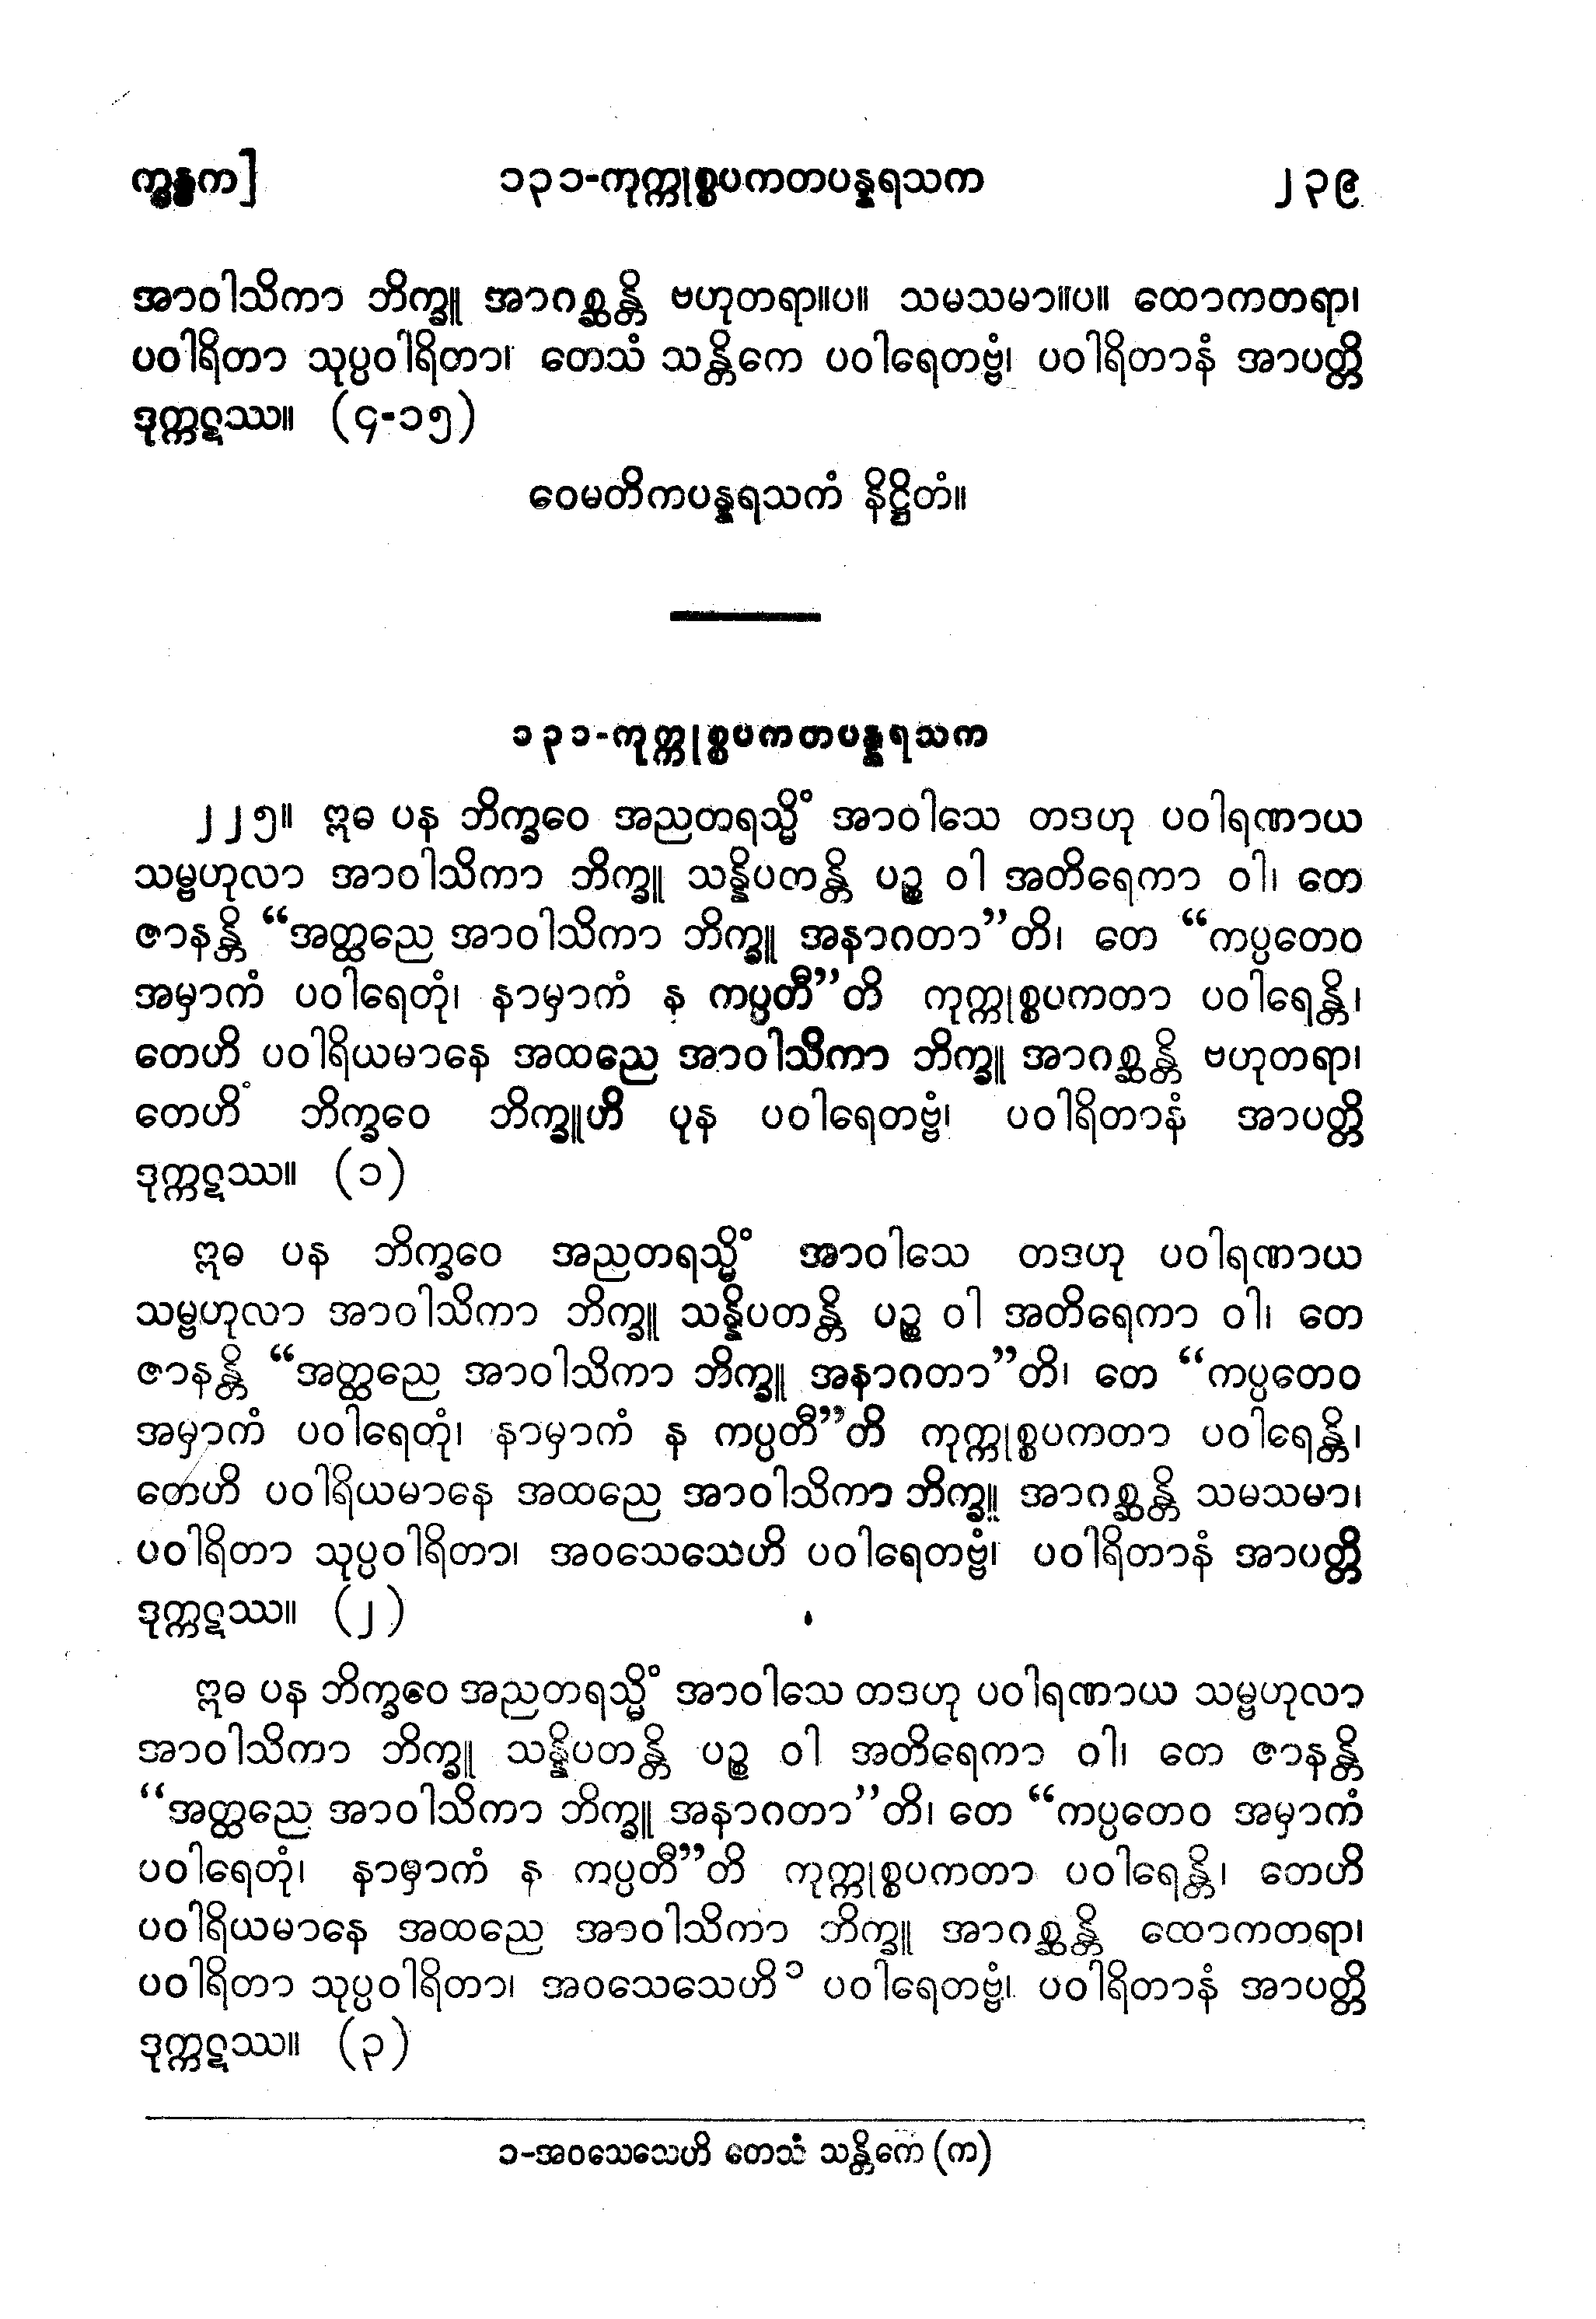 က္ခန္ဓက]
၁၃၁-ကုက္ကုစ္စပကတပန္နရသက
၂၃၉
အာဝါသိကာ ဘိက္ခူ အာဂစ္ဆန္တိ ဗဟုတရာ။ပ။ သမသမာ။ပ။ ထောကတရာ၊
ပဝါရိတာ သုပ္ပဝါရိတာ၊ တေသံ သန္တိကေ ပဝါရေတဗ္ဗံ၊ ပဝါရိတာနံ အာပတ္တိ
ဒုက္ကဋဿ။ (၄-၁၅)
ဝေမတိကပန္နရသကံ နိဋ္ဌိတံ။
၁၃၁-ကုက္ကုစ္စပကတပန္နရသက
၂၂၅။ ဣဓ ပန ဘိက္ခဝေ အညတရသ္မိံ အာဝါသေ တဒဟု ပဝါရဏာယ
သမ္ဗဟုလာ အာဝါသိကာ ဘိက္ခူ သန္နိပတန္တိ ပဉ္စ ဝါ အတိရေကာ ဝါ၊ တေ
ဇာနန္တိ “အတ္ထညေ အာဝါသိကာ ဘိက္ခူ အနာဂတာ”တိ၊ တေ “ကပ္ပတေဝ
အမှာကံ ပဝါရေတုံ၊ နာမှာကံ န ကပ္ပတီ”တိ ကုက္ကုစ္စပကတာ ပဝါရေန္တိ၊
တေဟိ ပဝါရိယမာနေ အထညေ အာဝါသိကာ ဘိက္ခူ အာဂစ္ဆန္တိ ဗဟုတရာ၊
တေဟိံ ဘိက္ခဝေ ဘိက္ခူဟိ ပုန ပဝါရေတဗ္ဗံ၊ ပဝါရိတာနံ အာပတ္တိ
ဒုက္ကဋဿ။ (၁)
ဣဓ ပန ဘိက္ခဝေ အညတရသ္မိံ အာဝါသေ တဒဟု ပဝါရဏာယ
သမ္ဗဟုလာ အာဝါသိကာ ဘိက္ခူ သန္နိပတန္တိ ပဉ္စ ဝါ အတိရေကာ ဝါ၊ တေ
ဇာနန္တိ “အတ္ထညေ အာဝါသိကာ ဘိက္ခူ အနာဂတာ”တိ၊ တေ “ကပ္ပတေဝ
အမှာကံ ပဝါရေတုံ၊ နာမှာကံ န ကပ္ပတီ”တိ ကုက္ကုစ္စပကတာ ပဝါရေန္တိ၊
တေဟိ ပဝါရိယမာနေ အထညေ အာဝါသိကာ ဘိက္ခူ အာဂစ္ဆန္တိ သမသမာ၊
ပဝါရိတာ သုပ္ပဝါရိတာ၊ အဝသေသေဟိ ပဝါရေတဗ္ဗံ၊ ပဝါရိတာနံ အာပတ္တိ
ဒုက္ကဋဿ။ (၂)
ဣဓ ပန ဘိက္ခဝေ အညတရသ္မိံ အာဝါသေ တဒဟု ပဝါရဏာယ သမ္ဗဟုလာ
အာဝါသိကာ ဘိက္ခူ သန္နိပတန္တိ ပဉ္စ ဝါ အတိရေကာ ဝါ၊ တေ ဇာနန္တိ
“အတ္ထညေ အာဝါသိကာ ဘိက္ခူ အနာဂတာ”တိ၊ တေ “ကပ္ပတေဝ အမှာကံ
ပဝါရေတုံ၊ နာမှာကံ န ကပ္ပတီ”တိ ကုက္ကုစ္စပကတာ ပဝါရေန္တိ၊ တေဟိ
ပဝါရိယမာနေ အထညေ အာဝါသိကာ ဘိက္ခူ အာဂစ္ဆန္တိ ထောကတရာ၊
ပဝါရိတာ သုပ္ပဝါရိတာ၊ အဝသေသေဟိ၁ ပဝါရေတဗ္ဗံ၊ ပဝါရိတာနံ အာပတ္တိ
ဒုက္ကဋဿ။ (၃)
၁-အဝသေသေဟိ တေသံ သန္တိကေ (က)